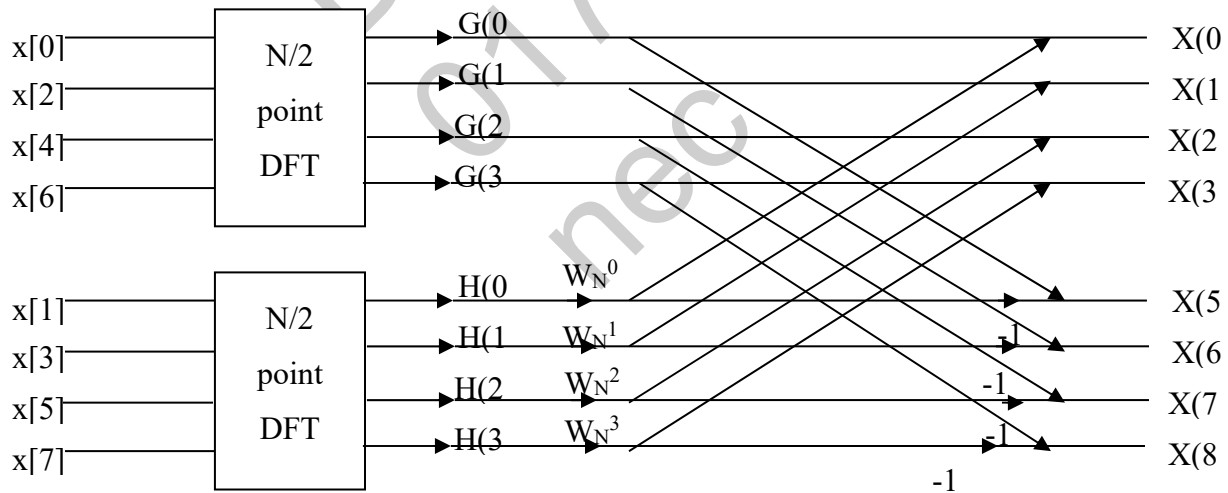 x[0]
x[2]
x[4]
x[6]
N/2
point
DFT
G(0
G(1
G(2
G(3
X(0
X(1
X(2
X(3
x[1]
x[3]
x[5]
x[7]
N/2
point
DFT
H(0
H(1
H(2
H(3
W_N^0
W_N^1
W_N^2
W_N^3
-1
-1
-1
-1
X(5
X(6
X(7
X(8
nec